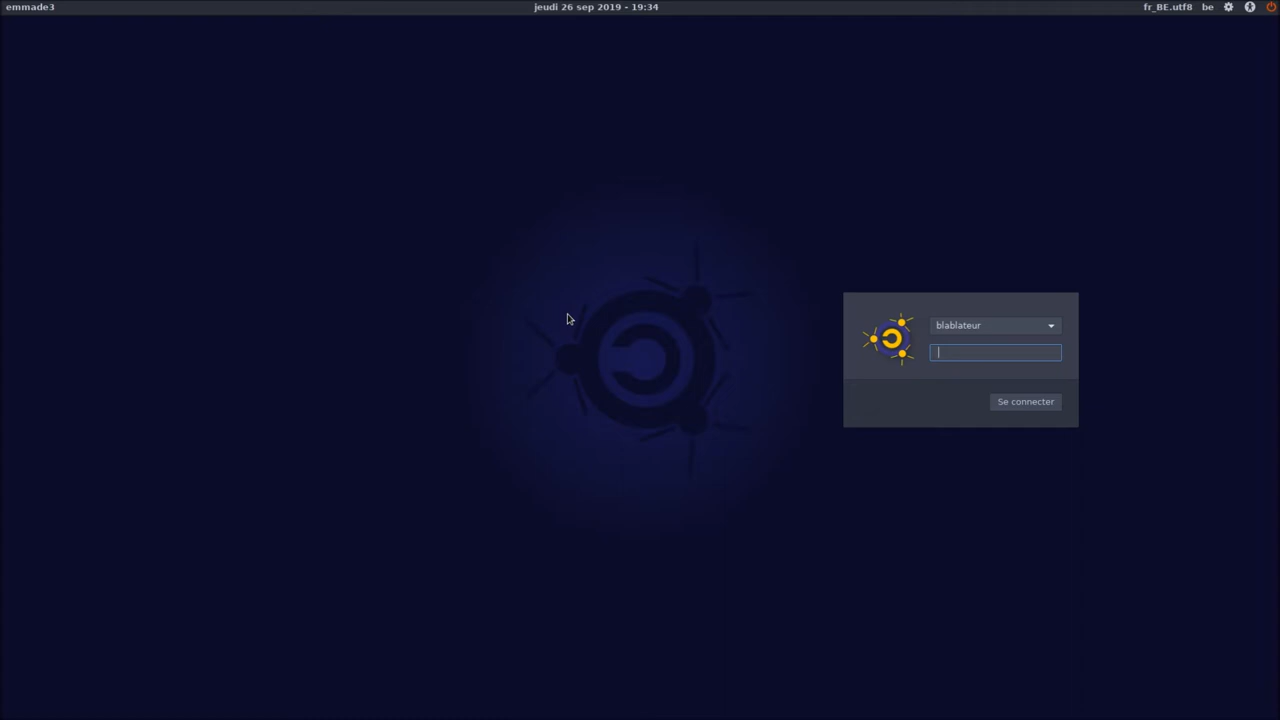 emmade3
jeudi 26 sep 2019 - 19:34
fr_BE.utf8 be
blablateur
Se connecter